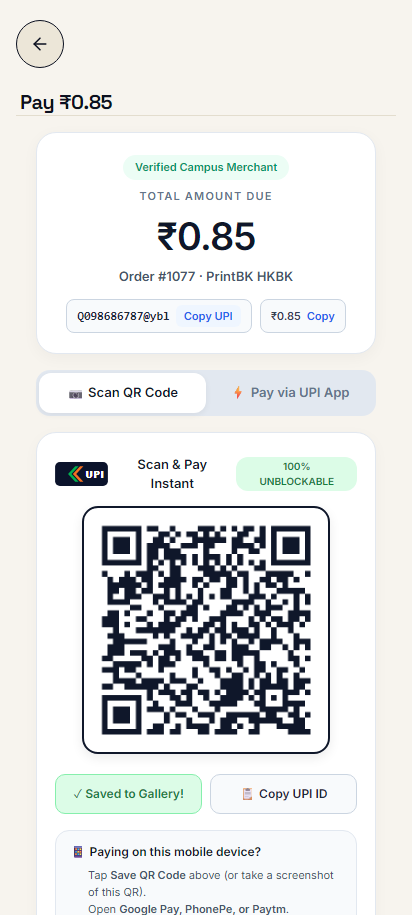 Pay ₹0.85
Verified Campus Merchant
TOTAL AMOUNT DUE
₹0.85
Order #1077 · PrintBK HKBK
Q098686787@ybl Copy UPI ₹0.85 Copy
Scan QR Code Pay via UPI App
UPI
Scan & Pay
Instant
100%
UNBLOCKABLE
✓ Saved to Gallery! Copy UPI ID
Paying on this mobile device?
Tap Save QR Code above (or take a screenshot
of this QR).
Open Google Pay, PhonePe, or Paytm.